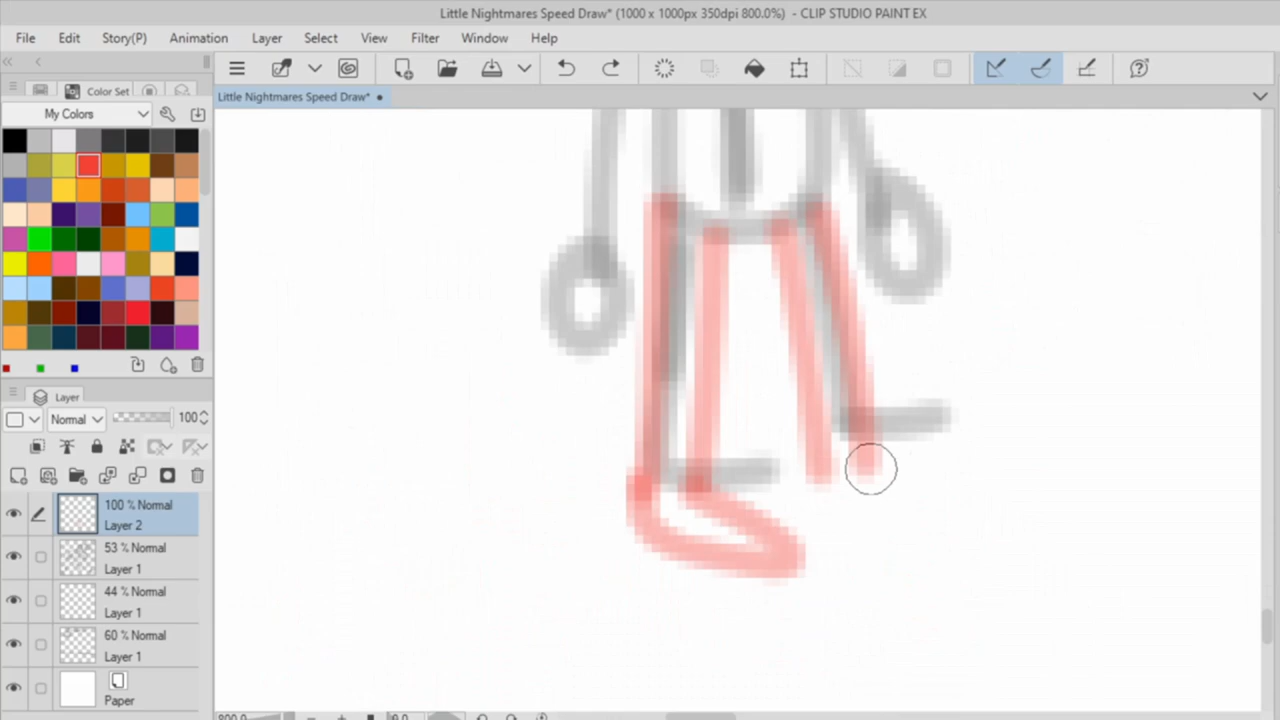 Little Nightmares Speed Draw* (1000 x 1000px 350dpi 800.0%) - CLIP STUDIO PAINT EX
File Edit Story(P) Animation Layer Select View Filter Window Help
Color Set
Little Nightmares Speed Draw*
My Colors
Layer
Normal 100
100 % Normal
Layer 2
53 % Normal
Layer 1
44 % Normal
Layer 1
60 % Normal
Layer 1
Paper